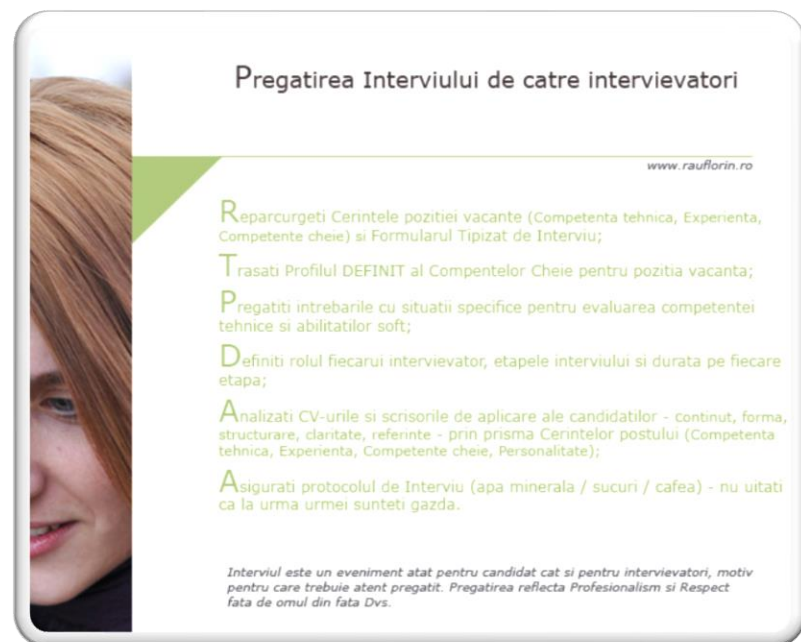 Pregatirea Interviului de catre intervievatori
www.rauflorin.ro
Reparcurgeti Cerintele pozitiei vacante (Competenta tehnica, Experienta,
Competente cheie) si Formularul Tipizat de Interviu;
Trasati Profilul DEFINIT al Compentelor Cheie pentru pozitia vacanta;
Pregatiti intrebarile cu situatii specifice pentru evaluarea competentei
tehnice si abilitatilor soft;
Definiti rolul fiecarui intervievator, etapele interviului si durata pe fiecare
etapa;
Analizati CV-urile si scrisorile de aplicare ale candidatilor - continut, forma,
structurare, claritate, referinte - prin prisma Cerintelor postului (Competenta
tehnica, Experienta, Competente cheie, Personalitate);
Asigurati protocolul de Interviu (apa minerala / sucuri / cafea) - nu uitati
ca la urma urmei sunteti gazda.
Interviul este un eveniment atat pentru candidat cat si pentru intervievatori, motiv
pentru care trebuie atent pregatit. Pregatirea reflecta Profesionalism si Respect
fata de omul din fata Dvs.